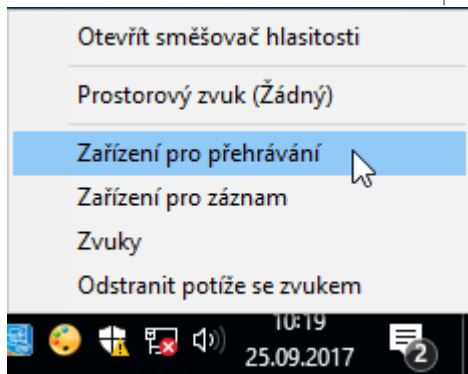 Otevřít směšovač hlasitosti
Prostorový zvuk (Žádný)
Zařízení pro přehrávání
Zařízení pro záznam
Zvuky
Odstranit potíže se zvukem
10:19
25.09.2017
2